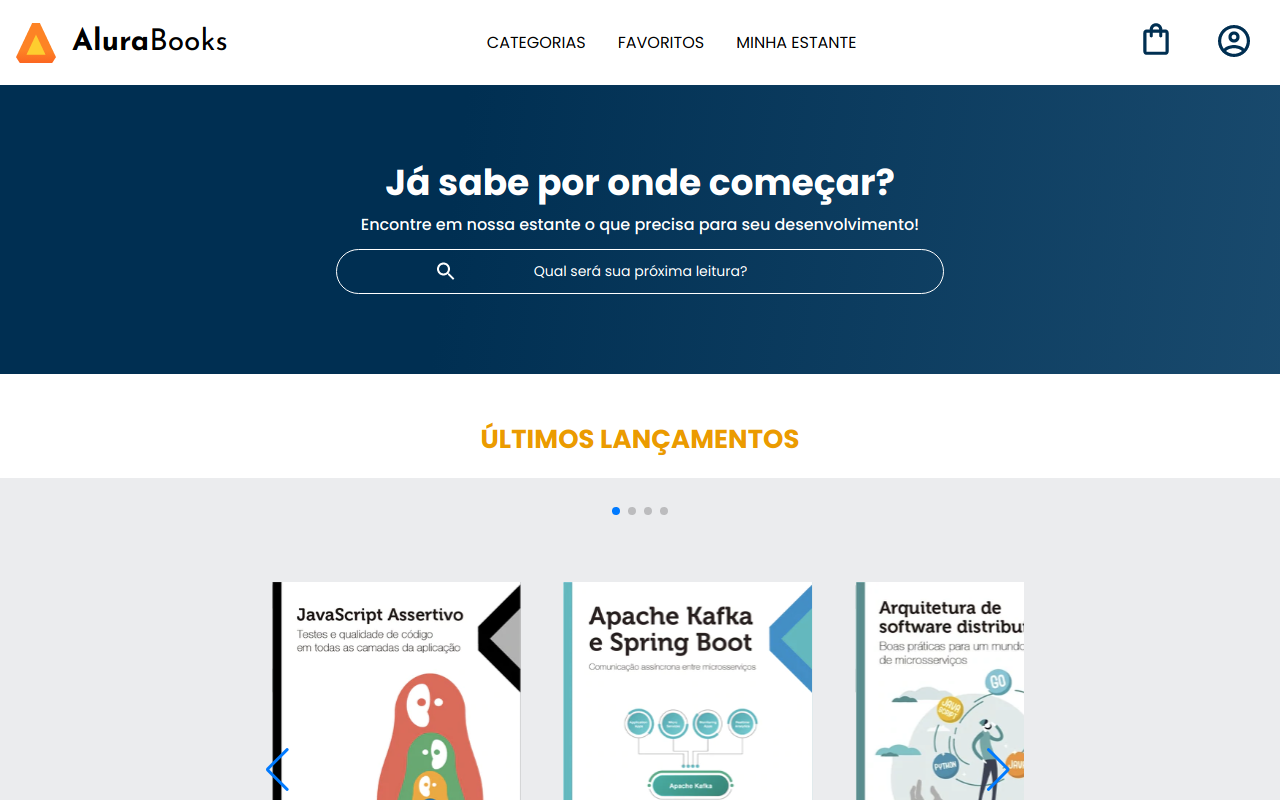 AluraBooks
CATEGORIAS
FAVORITOS
MINHA ESTANTE
Já sabe por onde começar?
Encontre em nossa estante o que precisa para seu desenvolvimento!
Qual será sua próxima leitura?
ÚLTIMOS LANÇAMENTOS
JavaScript Assertivo
Testes e qualidade de código
em todas as camadas da aplicação
Apache Kafka
e Spring Boot
Comunicação assíncrona entre microsserviços
Apache Kafka
Arquitetura de
software distribu
Boas práticas para um mundo
de microsserviços
GO
JAVA
SCRIPT
PYTHON
JAVA